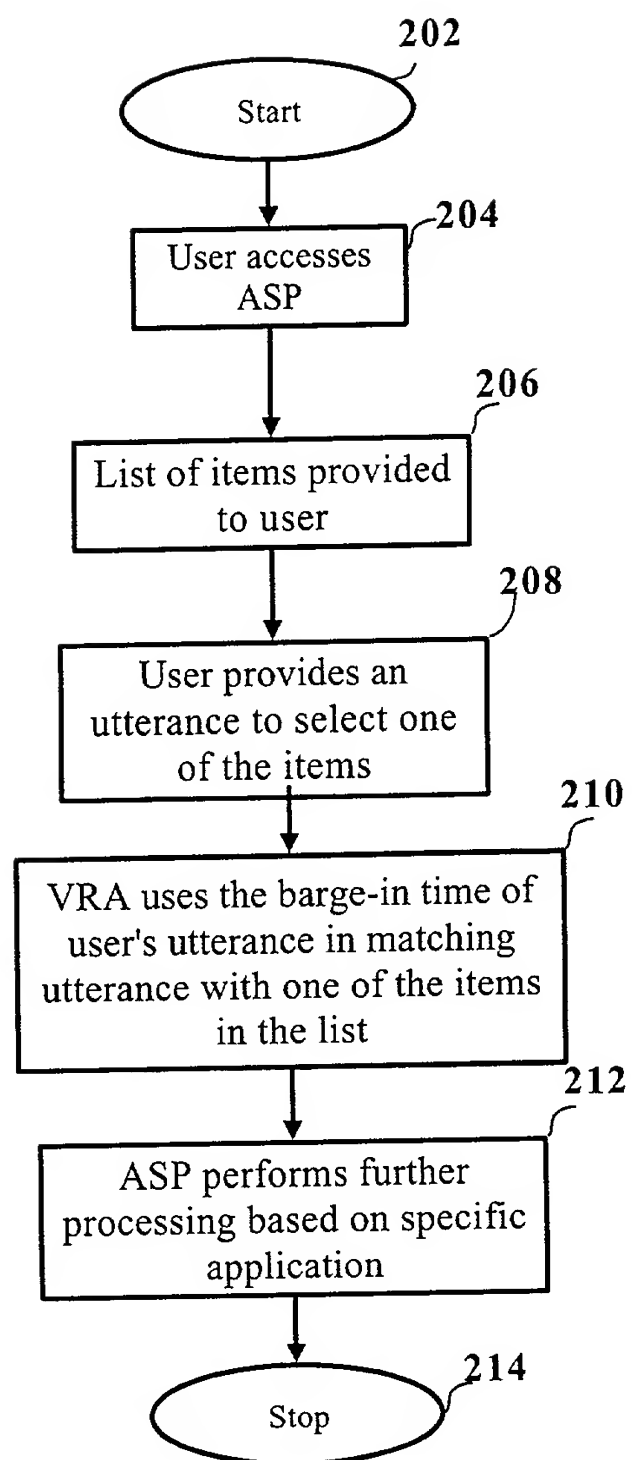 202
Start
204
User accesses
ASP
206
List of items provided
to user
208
User provides an
utterance to select one
of the items
210
VRA uses the barge-in time of
user's utterance in matching
utterance with one of the items
in the list
212
ASP performs further
processing based on specific
application
214
Stop